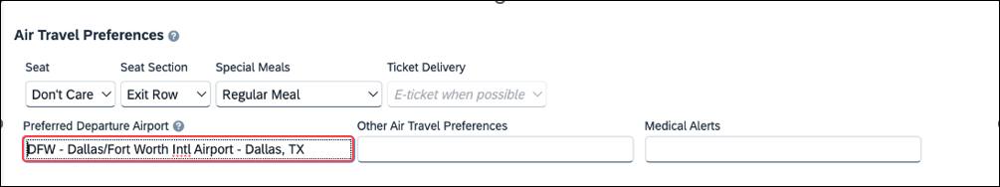 Air Travel Preferences ?
Seat Seat Section Special Meals Ticket Delivery
Don't Care Exit Row Regular Meal E-ticket when possible
Preferred Departure Airport ? Other Air Travel Preferences Medical Alerts
DFW - Dallas/Fort Worth Intl Airport - Dallas, TX